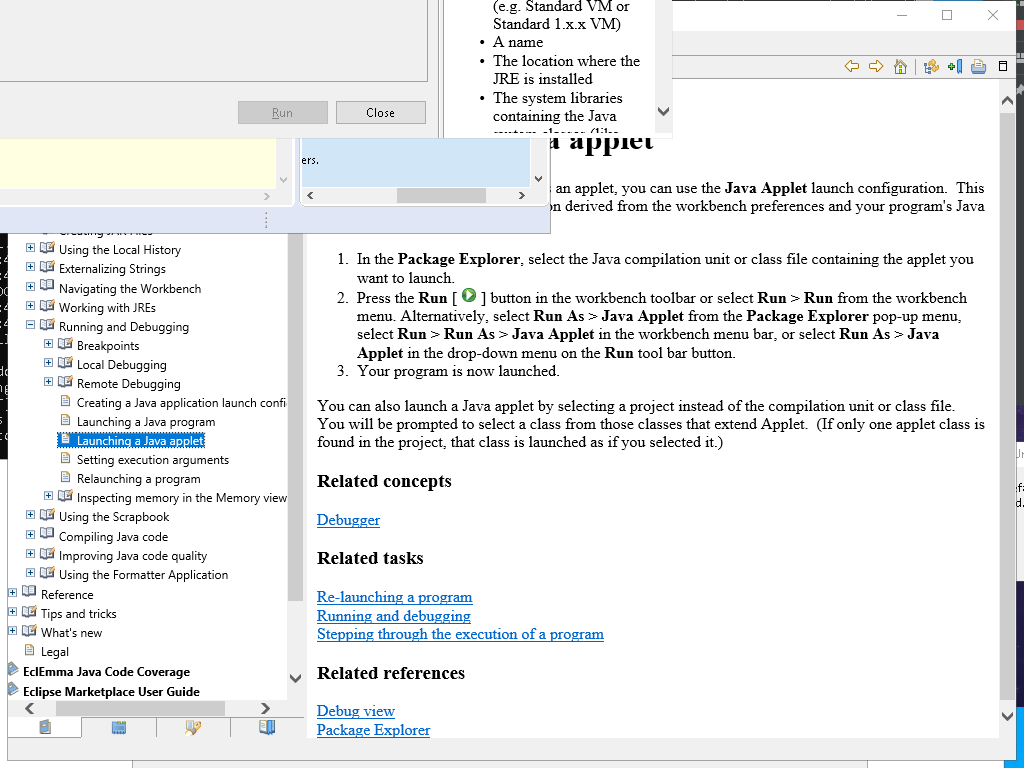 (e.g. Standard VM or
Standard 1.x.x VM)
• A name
• The location where the
JRE is installed
• The system libraries
containing the Java
Run
Close
ers.
applet
an applet, you can use the Java Applet launch configuration. This
derived from the workbench preferences and your program's Java
Using the Local History
Externalizing Strings
Navigating the Workbench
Working with JREs
Running and Debugging
Breakpoints
Local Debugging
Remote Debugging
Creating a Java application launch confi
Launching a Java program
Launching a Java applet
Setting execution arguments
Relaunching a program
Inspecting memory in the Memory view
Using the Scrapbook
Compiling Java code
Improving Java code quality
Using the Formatter Application
Reference
Tips and tricks
What's new
Legal
EclEmma Java Code Coverage
Eclipse Marketplace User Guide
1. In the Package Explorer, select the Java compilation unit or class file containing the applet you
want to launch.
2. Press the Run [ ] button in the workbench toolbar or select Run > Run from the workbench
menu. Alternatively, select Run As > Java Applet from the Package Explorer pop-up menu,
select Run > Run As > Java Applet in the workbench menu bar, or select Run As > Java
Applet in the drop-down menu on the Run tool bar button.
3. Your program is now launched.
You can also launch a Java applet by selecting a project instead of the compilation unit or class file.
You will be prompted to select a class from those classes that extend Applet. (If only one applet class is
found in the project, that class is launched as if you selected it.)
Related concepts
Debugger
Related tasks
Re-launching a program
Running and debugging
Stepping through the execution of a program
Related references
Debug view
Package Explorer